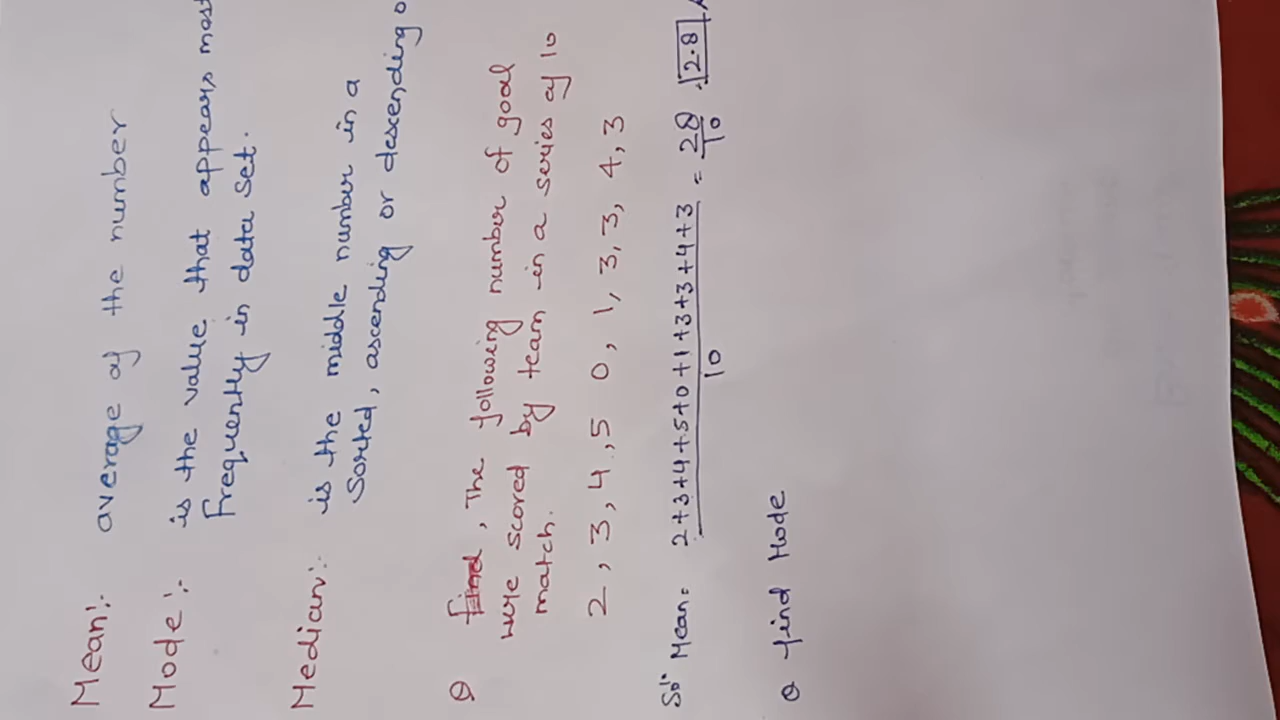 Mean:- average of the number
Mode:- is the value that appears most
frequently in data set.
Median:- is the middle number in a
Sorted, ascending or descending
Q , The following number of goal
were scored by team in a series of 10
match.
2, 3, 4, 5 0, 1, 3, 3, 4, 3
Solⁿ Mean = 2+3+4+5+0+1+3+3+4+3 / 10 = 28/10 2.8
Q find Mode